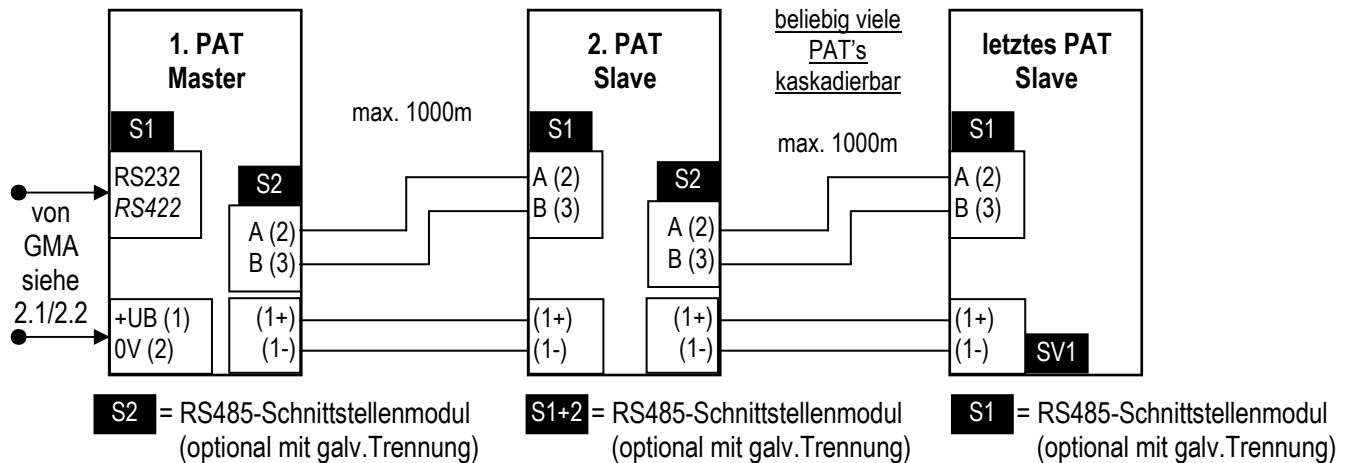 1. PAT
Master
S1
RS232
RS422
S2
A (2)
B (3)
von
GMA
siehe
2.1/2.2
+UB (1)
0V (2)
(1+)
(1-)
max. 1000m
2. PAT
Slave
S1
A (2)
B (3)
S2
A (2)
B (3)
(1+)
(1-)
(1+)
(1-)
beliebig viele
PAT's
kaskadierbar
max. 1000m
letztes PAT
Slave
S1
A (2)
B (3)
(1+)
(1-)
SV1
S2 = RS485-Schnittstellenmodul
(optional mit galv.Trennung)
S1+2 = RS485-Schnittstellenmodul
(optional mit galv.Trennung)
S1 = RS485-Schnittstellenmodul
(optional mit galv.Trennung)